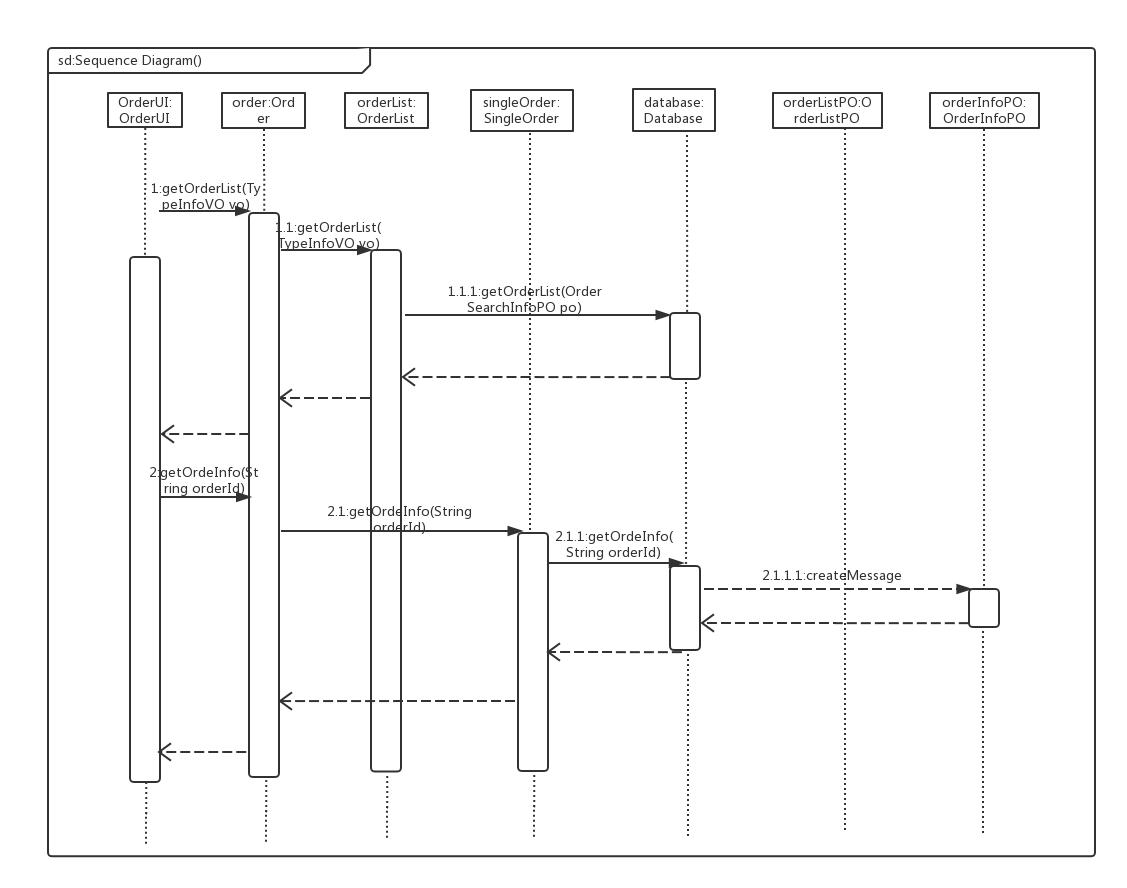 sd:Sequence Diagram()
OrderUI:
OrderUI
order:Ord
er
orderList:
OrderList
singleOrder:
SingleOrder
database:
Database
orderListPO:O
rderListPO
orderInfoPO:
OrderInfoPO
1:getOrderList(Ty
peInfoVO vo)
1.1:getOrderList(
TypeInfoVO vo)
1.1.1:getOrderList(Order
SearchInfoPO po)
2:getOrdeInfo(St
ring orderId)
2.1:getOrdeInfo(String
orderId)
2.1.1:getOrdeInfo(
String orderId)
2.1.1.1:createMessage